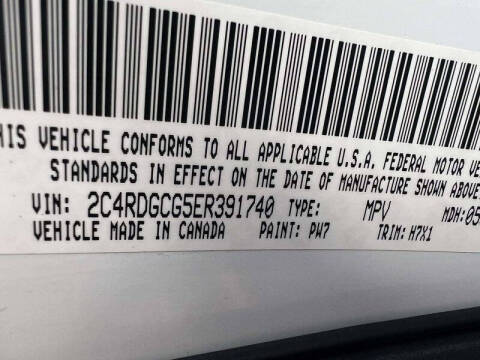 HIS VEHICLE CONFORMS TO ALL APPLICABLE U.S.A. FEDERAL MOTOR VE
STANDARDS IN EFFECT ON THE DATE OF MANUFACTURE SHOWN ABOVE
VIN: 2C4RDGCG5ER391740 TYPE: MPV MDH:05
VEHICLE MADE IN CANADA PAINT: PW7 TRIM: H7X1